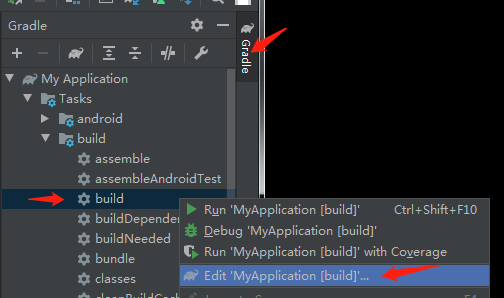 Gradle
Gradle
My Application
Tasks
android
build
assemble
assembleAndroidTest
build
buildDepender
buildNeeded
bundle
classes
Run 'MyApplication [build]' Ctrl+Shift+F10
Debug 'MyApplication [build]'
Run 'MyApplication [build]' with Coverage
Edit 'MyApplication [build]'...